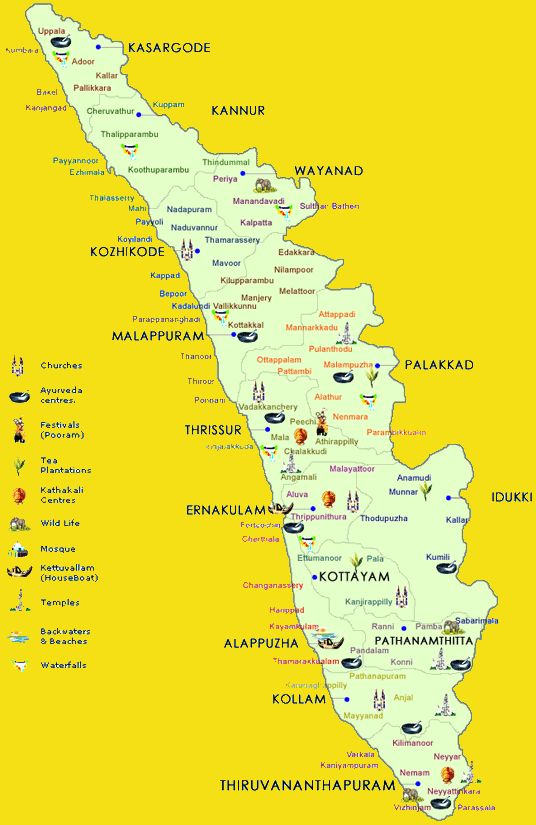 Uppala
KASARGODE
Kumbara
Adoor
Kallar
Pallikkara
Bakel
Kanjangad
Cheruvathur
Kuppam
KANNUR
Thalipparambu
Payyannoor
Ezhimala
Koothuparambu
Thindummal
Periya
WAYANAD
Manandavadi
Sulthan Batheri
Kalpatta
Thalasserry
Mahi
Nadapuram
Payyoli
Naduvannur
Koyilandi
Thamarassery
KOZHIKODE
Mavoor
Edakkara
Nilampoor
Kappad
Kilupparambu
Melattoor
Bepoor
Manjery
Kadalundi
Vallikkunnu
Parappananghadi
Kottakkal
Attappadi
Mannarkkadu
MALAPPURAM
Pulanthodu
Thanoor
Ottappalam
Malampuzha
PALAKKAD
Pattambi
Thiroor
Alathur
Ponnani
Vadakkanchery
Nenmara
THRISSUR
Peechi
Parambikkualm
Mala
Athirappilly
Irinjalakkuda
Chalakkudi
Angamali
Malayattoor
Anamudi
Aluva
Munnar
IDUKKI
ERNAKULAM
Thrippunithura
Thodupuzha
Kallar
Fortcochin
Cherthala
Ettumanoor
Pala
Kumili
KOTTAYAM
Changanassery
Kanjirappilly
Harippad
Kayamkulam
Ranni
Pamba
Sabarimala
ALAPPUZHA
PATHANAMTHITTA
Pandalam
Thamarakkualam
Konni
Pathanapuram
Karunaghappilly
KOLLAM
Anjal
Mayyanad
Kilimanoor
Varkala
Kaniyampuram
Neyyar
Nemam
THIRUVANANTHAPURAM
Neyyattinkara
Vizhinjam
Parassala
Churches
Ayurveda
centres.
Festivals
(Pooram)
Tea
Plantations
Kathakali
Centres
Wild Life
Mosque
Kettuvallam
(HouseBoat)
Temples
Backwaters
& Beaches
Waterfalls